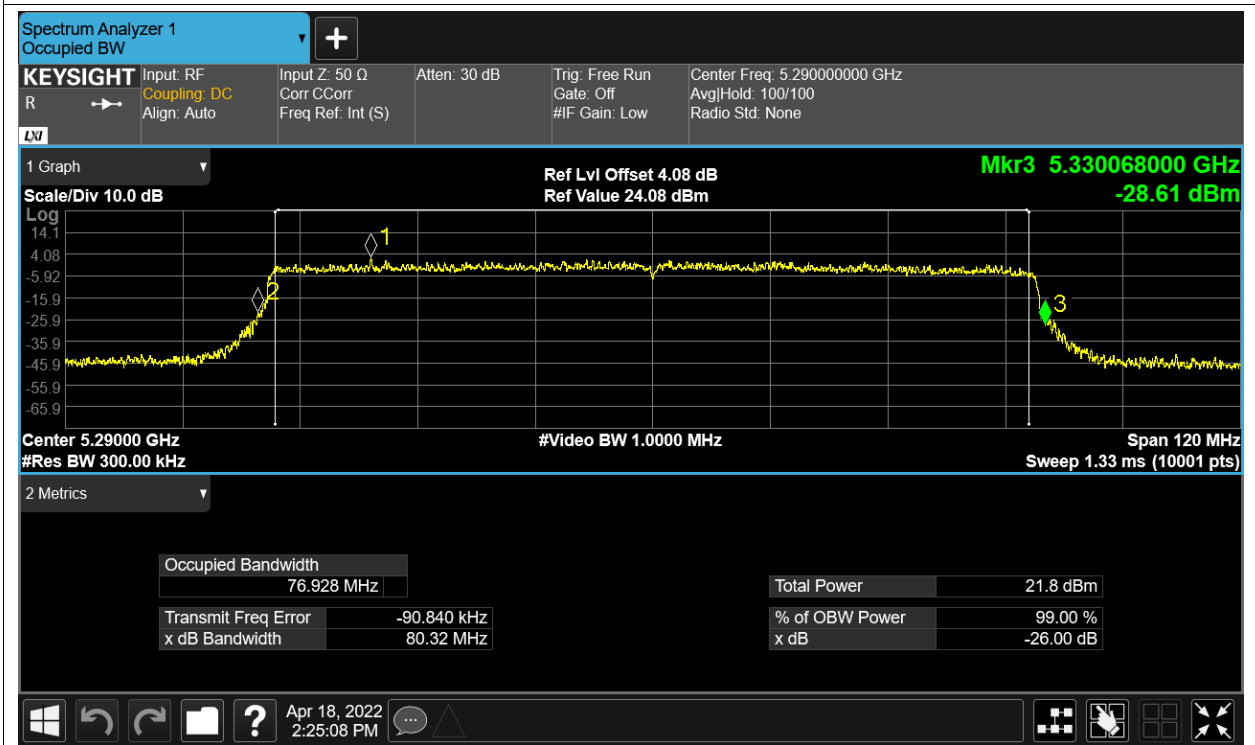 Spectrum Analyzer 1
Occupied BW
KEYSIGHT
R
LXI
Input: RF
Coupling: DC
Align: Auto
Input Z: 50 Ω
Corr CCorr
Freq Ref: Int (S)
Atten: 30 dB
Trig: Free Run
Gate: Off
#IF Gain: Low
Center Freq: 5.290000000 GHz
Avg|Hold: 100/100
Radio Std: None
1 Graph
Scale/Div 10.0 dB
Ref Lvl Offset 4.08 dB
Ref Value 24.08 dBm
Mkr3 5.330068000 GHz
-28.61 dBm
Log
14.1
4.08
-5.92
-15.9
-25.9
-35.9
-45.9
-55.9
-65.9
1
2
3
Center 5.29000 GHz
#Video BW 1.0000 MHz
Span 120 MHz
#Res BW 300.00 kHz
Sweep 1.33 ms (10001 pts)
2 Metrics
Occupied Bandwidth
76.928 MHz
Total Power 21.8 dBm
Transmit Freq Error -90.840 kHz
% of OBW Power 99.00 %
x dB Bandwidth 80.32 MHz
x dB -26.00 dB
?
Apr 18, 2022
2:25:08 PM